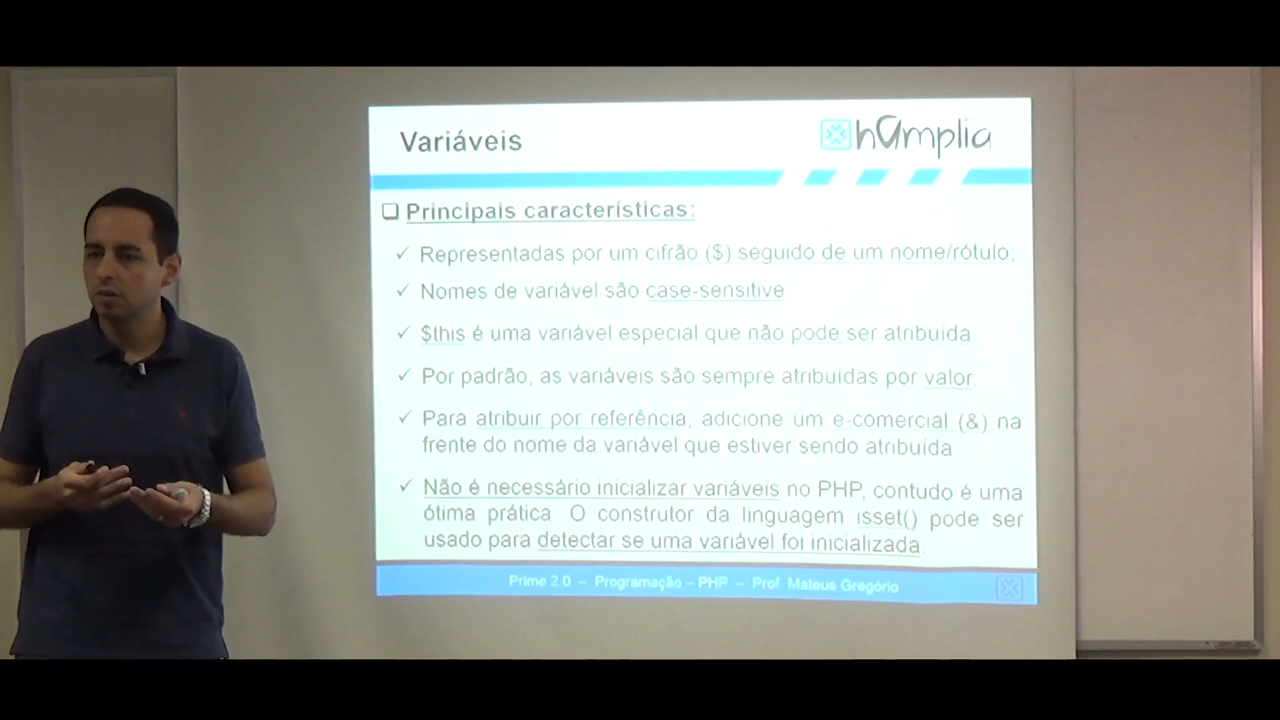 Variáveis
hamplia
Principais características:
Representadas por um cifrão ($) seguido de um nome/rótulo;
Nomes de variável são case-sensitive
$this é uma variável especial que não pode ser atribuída.
Por padrão, as variáveis são sempre atribuídas por valor.
Para atribuir por referência, adicione um e-comercial (&) na
frente do nome da variável que estiver sendo atribuída.
Não é necessário inicializar variáveis no PHP, contudo é uma
ótima prática. O construtor da linguagem isset() pode ser
usado para detectar se uma variável foi inicializada.
Prime 2.0 – Programação – PHP – Prof. Mateus Gregório